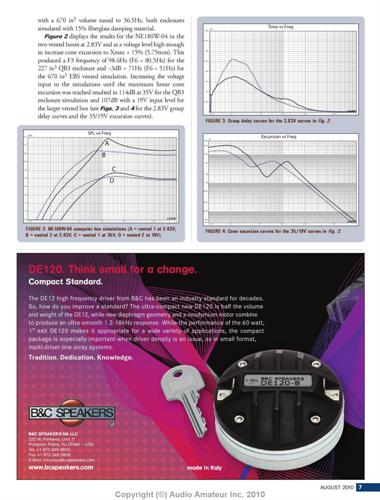 with a 670 in³ volume tuned to 36.5Hz, both enclosures
simulated with 15% fiberglass damping material.
Figure 2 displays the results for the NE180W-04 in the
two vented boxes at 2.83V and at a voltage level high enough
to increase cone excursion to Xmax + 15% (5.75mm). This
produced a F3 frequency of 98.6Hz (F6 = 80.5Hz) for the
227 in³ QB3 enclosure and –3dB = 71Hz (F6 = 51Hz) for
the 670 in³ EBS vented simulation. Increasing the voltage
input to the simulations until the maximum linear cone
excursion was reached resulted in 114dB at 35V for the QB3
enclosure simulation and 107dB with a 19V input level for
the larger vented box (see Figs. 3 and 4 for the 2.83V group
delay curves and the 35/19V excursion curves).
SPL vs Freq
A
B
C
D
FIGURE 2: NE180W-04 computer box simulations (A = vented 1 at 2.83V;
B = vented 2 at 2.83V; C = vented 1 at 35V; D = vented 2 at 19V).
Time vs Freq
FIGURE 3: Group delay curves for the 2.83V curves in Fig. 2.
Excursion vs Freq
FIGURE 4: Cone excursion curves for the 35/19V curves in Fig. 2.
DE120. Think small for a change.
Compact Standard.
The DE12 high frequency driver from B&C has been an industry standard for decades.
So, how do you improve a standard? The ultra-compact new DE120 is half the volume
and weight of the DE12, while new diaphragm geometry and a neodymium motor combine
to produce an ultra-smooth 1.2-18kHz response. While the performance of the 60 watt,
1" exit DE120 makes it appropriate for a wide variety of applications, the compact
package is especially important when driver density is an issue, as in small format,
multi-driver line array systems.
Tradition. Dedication. Knowledge.
B&C SPEAKERS
DE120-8
B&C SPEAKERS
B&C SPEAKERS NA LLC
220 W. Parkway, Unit 11
Pompton Plains, NJ 07444 – USA
www.bcspeakers.com
made in Italy
AUGUST 2010 7
Copyright (©) Audio Amateur Inc. 2010